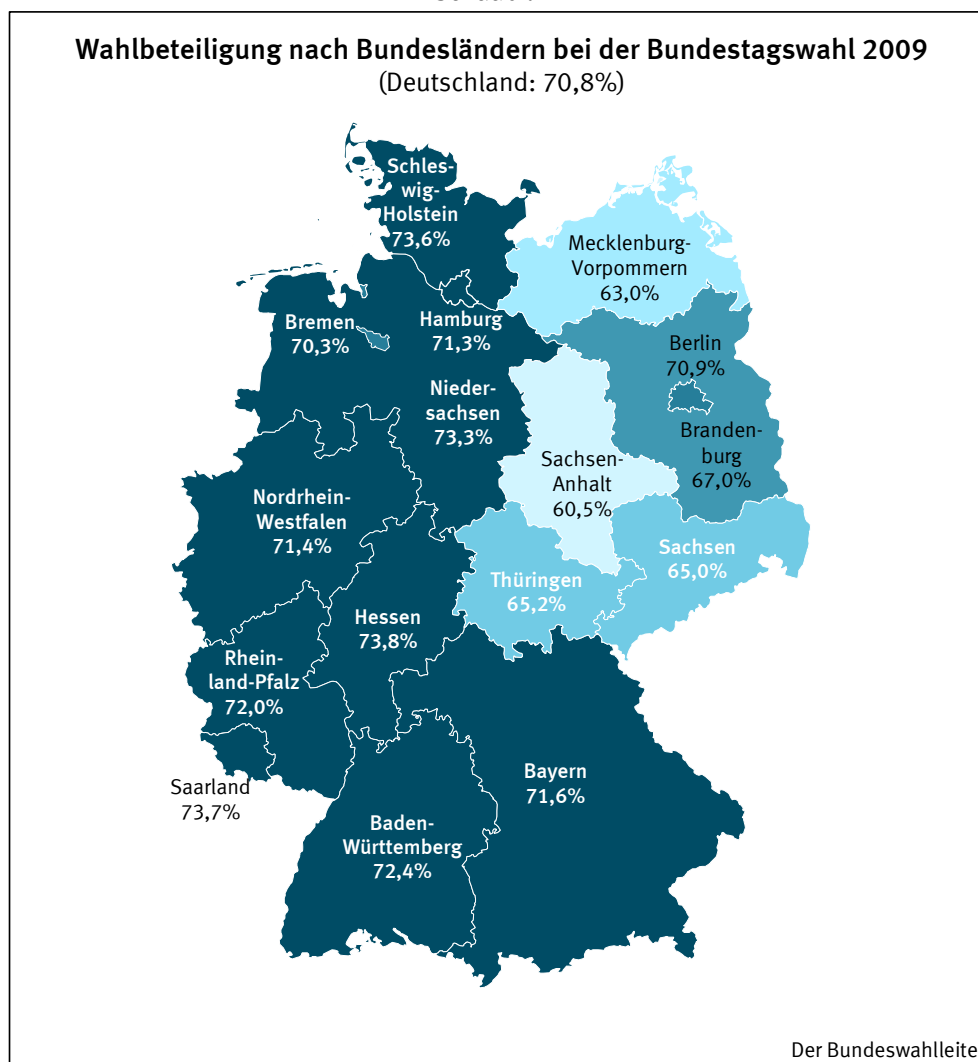 Wahlbeteiligung nach Bundesländern bei der Bundestagswahl 2009
(Deutschland: 70,8%)
Schles-
wig-
Holstein
73,6%
Mecklenburg-
Vorpommern
63,0%
Bremen
70,3%
Hamburg
71,3%
Berlin
70,9%
Nieder-
sachsen
73,3%
Branden-
burg
67,0%
Sachsen-
Anhalt
60,5%
Nordrhein-
Westfalen
71,4%
Sachsen
65,0%
Thüringen
65,2%
Hessen
73,8%
Rhein-
land-Pfalz
72,0%
Saarland
73,7%
Bayern
71,6%
Baden-
Württemberg
72,4%
Der Bundeswahlleite